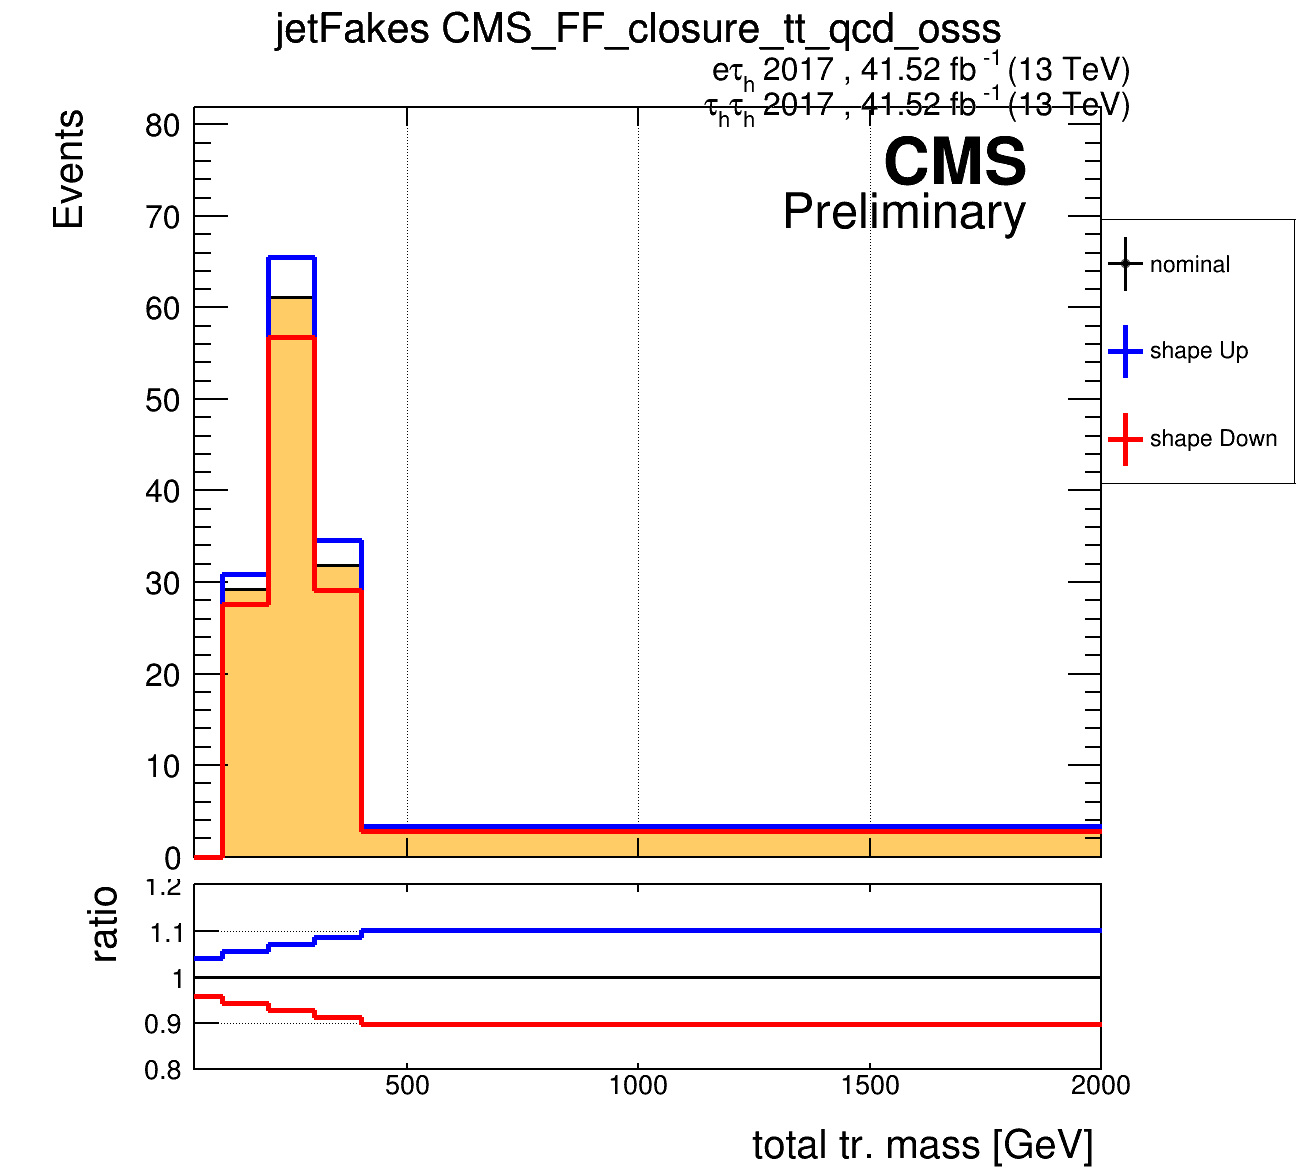 jetFakes CMS_FF_closure_tt_qcd_osss
eτh 2017 , 41.52 fb -1 (13 TeV)
τhτh 2017 , 41.52 fb -1 (13 TeV)
CMS
Preliminary
Events
80
70
60
50
40
30
20
10
0
nominal
shape Up
shape Down
ratio
1.2
1.1
1
0.9
0.8
500 1000 1500 2000
total tr. mass [GeV]